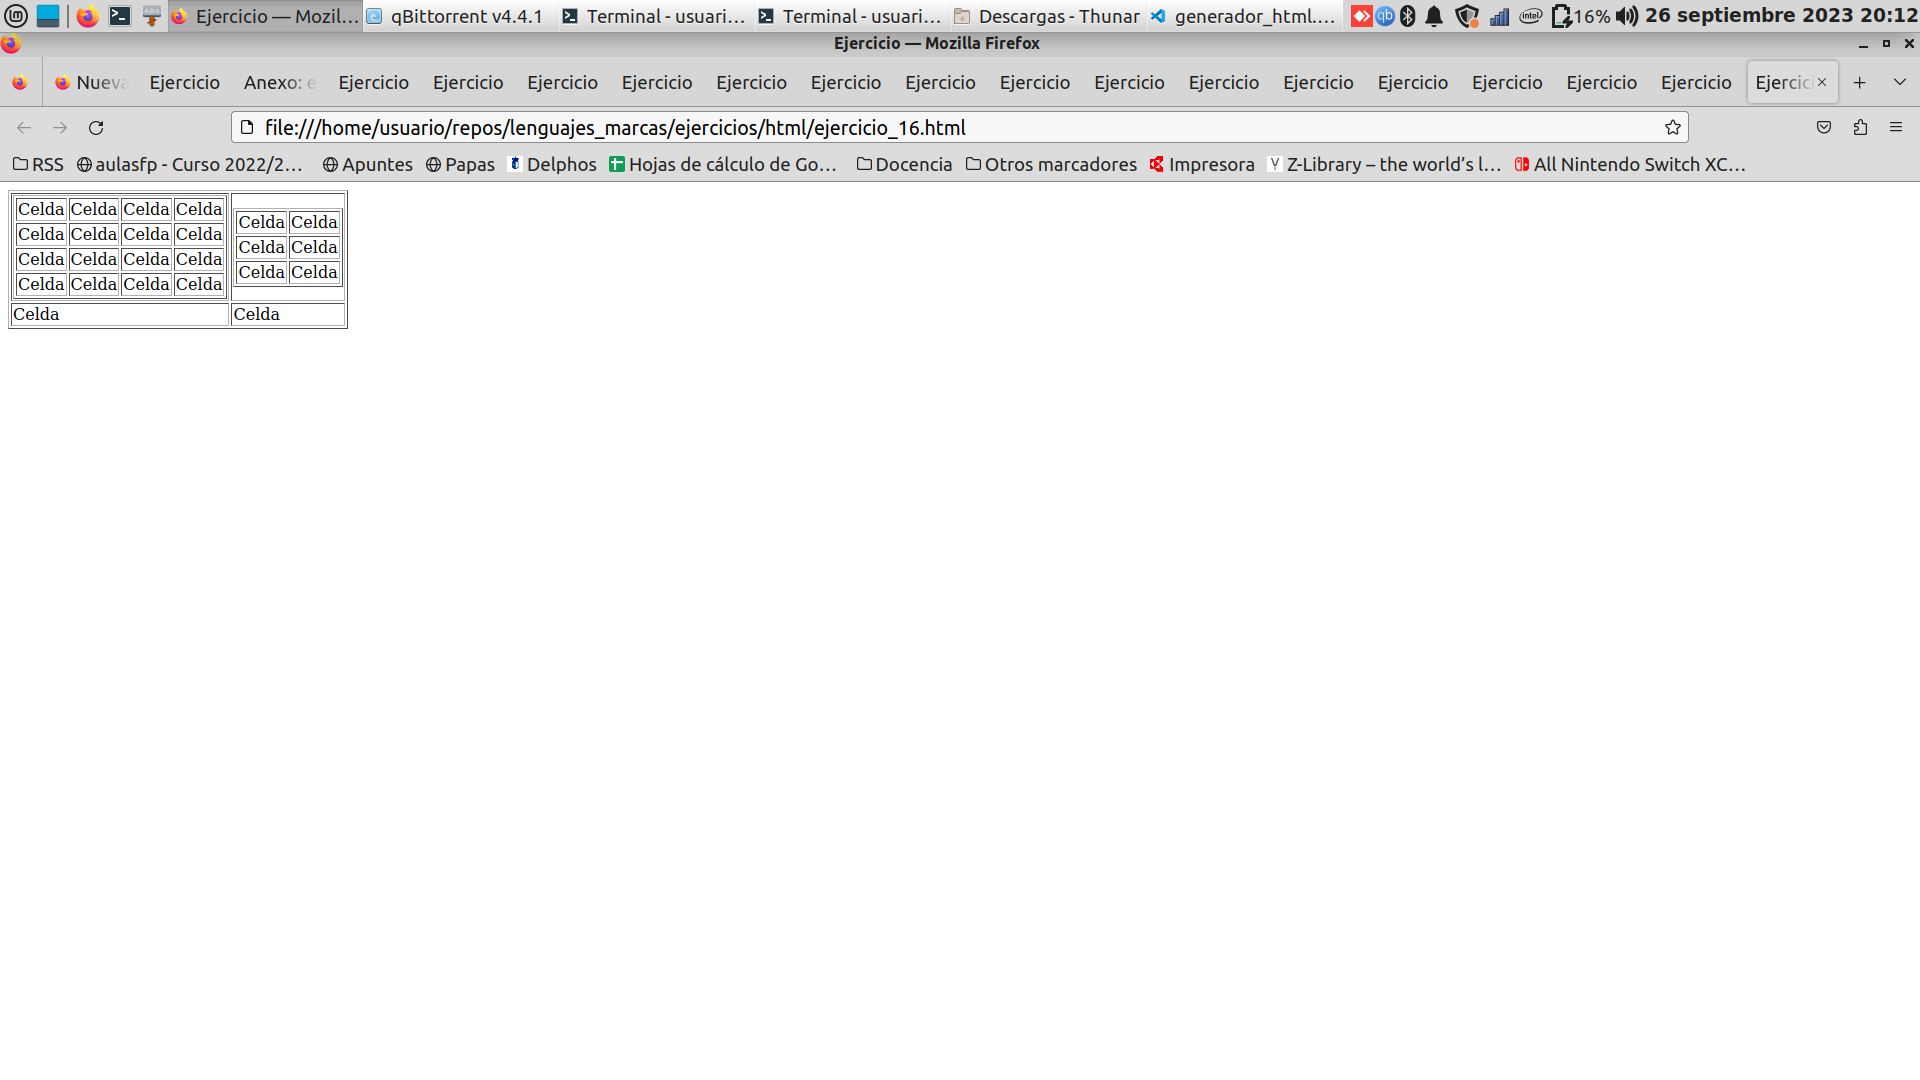 Ejercicio — Mozil... qBittorrent v4.4.1 Terminal - usuari... Terminal - usuari... Descargas - Thunar generador_html.... qb intel 16% 26 septiembre 2023 20:12
Ejercicio — Mozilla Firefox
Nueva Ejercicio Anexo: e Ejercicio Ejercicio Ejercicio Ejercicio Ejercicio Ejercicio Ejercicio Ejercicio Ejercicio Ejercicio Ejercicio Ejercicio Ejercicio Ejercicio Ejercicio Ejercici
file:///home/usuario/repos/lenguajes_marcas/ejercicios/html/ejercicio_16.html
RSS aulasfp - Curso 2022/2... Apuntes Papas Delphos Hojas de cálculo de Go... Docencia Otros marcadores Impresora Z-Library – the world’s l... All Nintendo Switch XC...
Celda Celda Celda Celda
Celda Celda Celda Celda
Celda Celda Celda Celda
Celda Celda Celda Celda
Celda Celda
Celda Celda
Celda Celda
Celda Celda